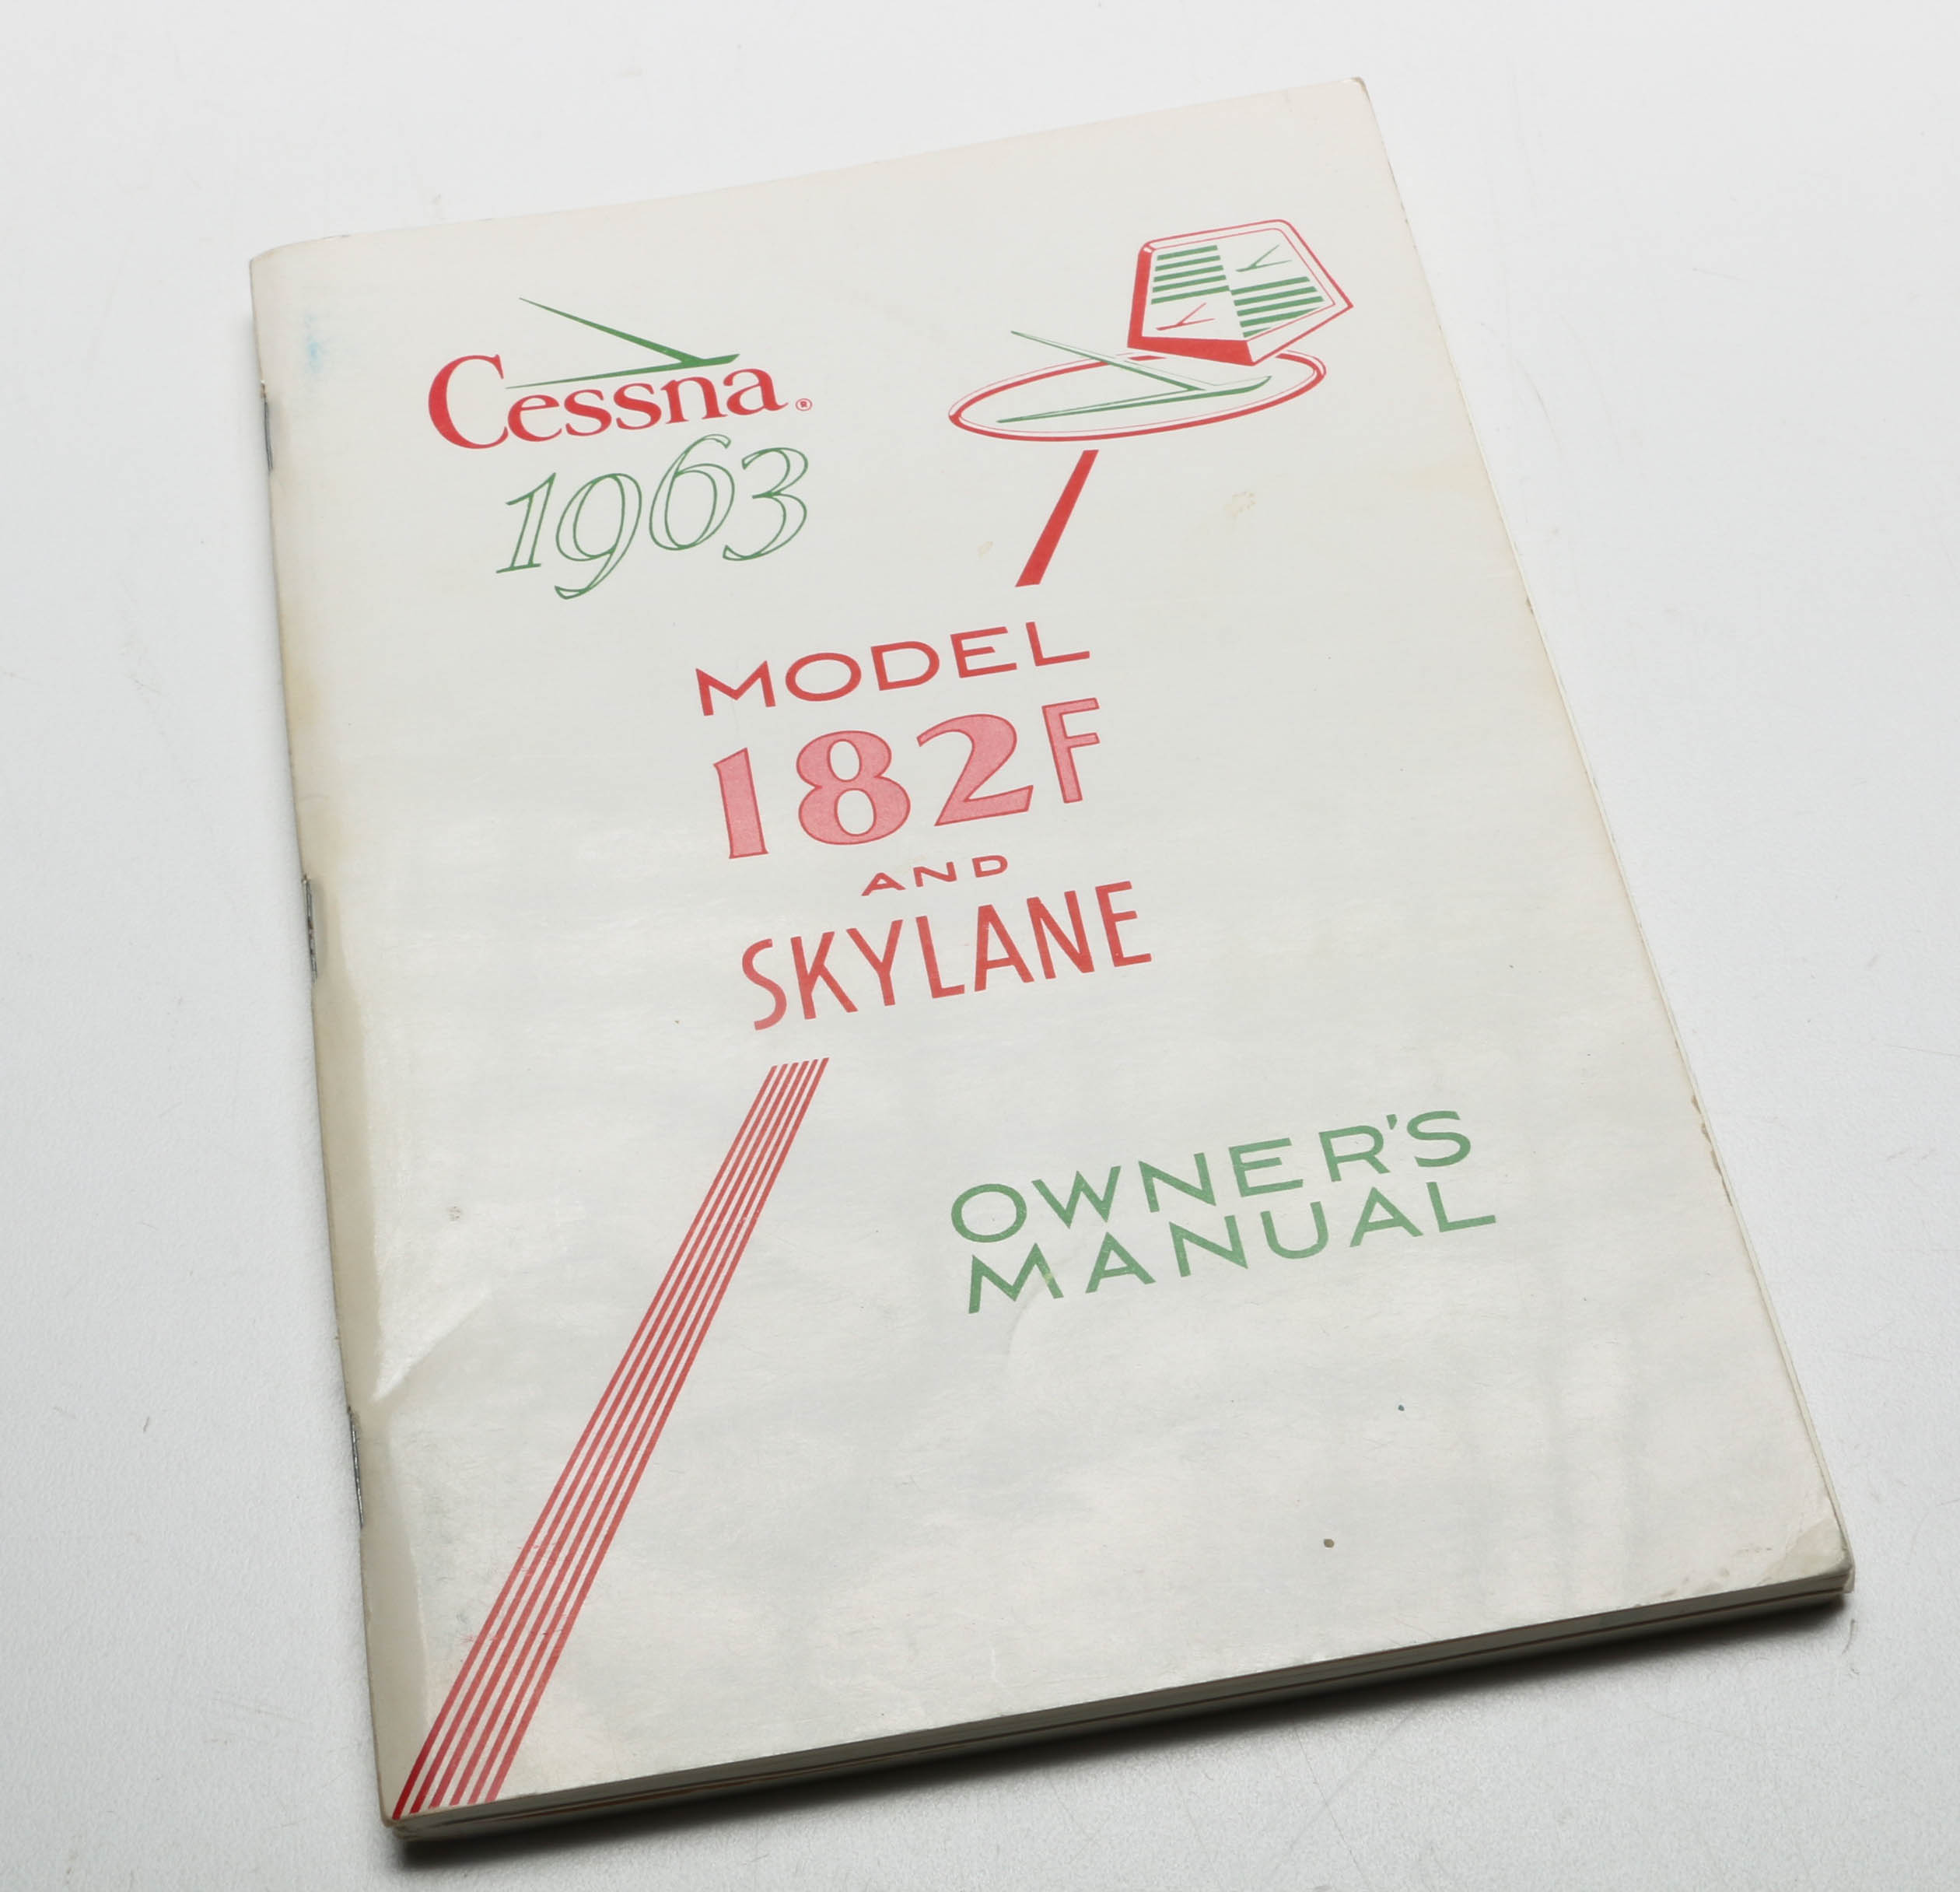 Cessna®
1963
MODEL
182F
AND
SKYLANE
OWNER'S
MANUAL